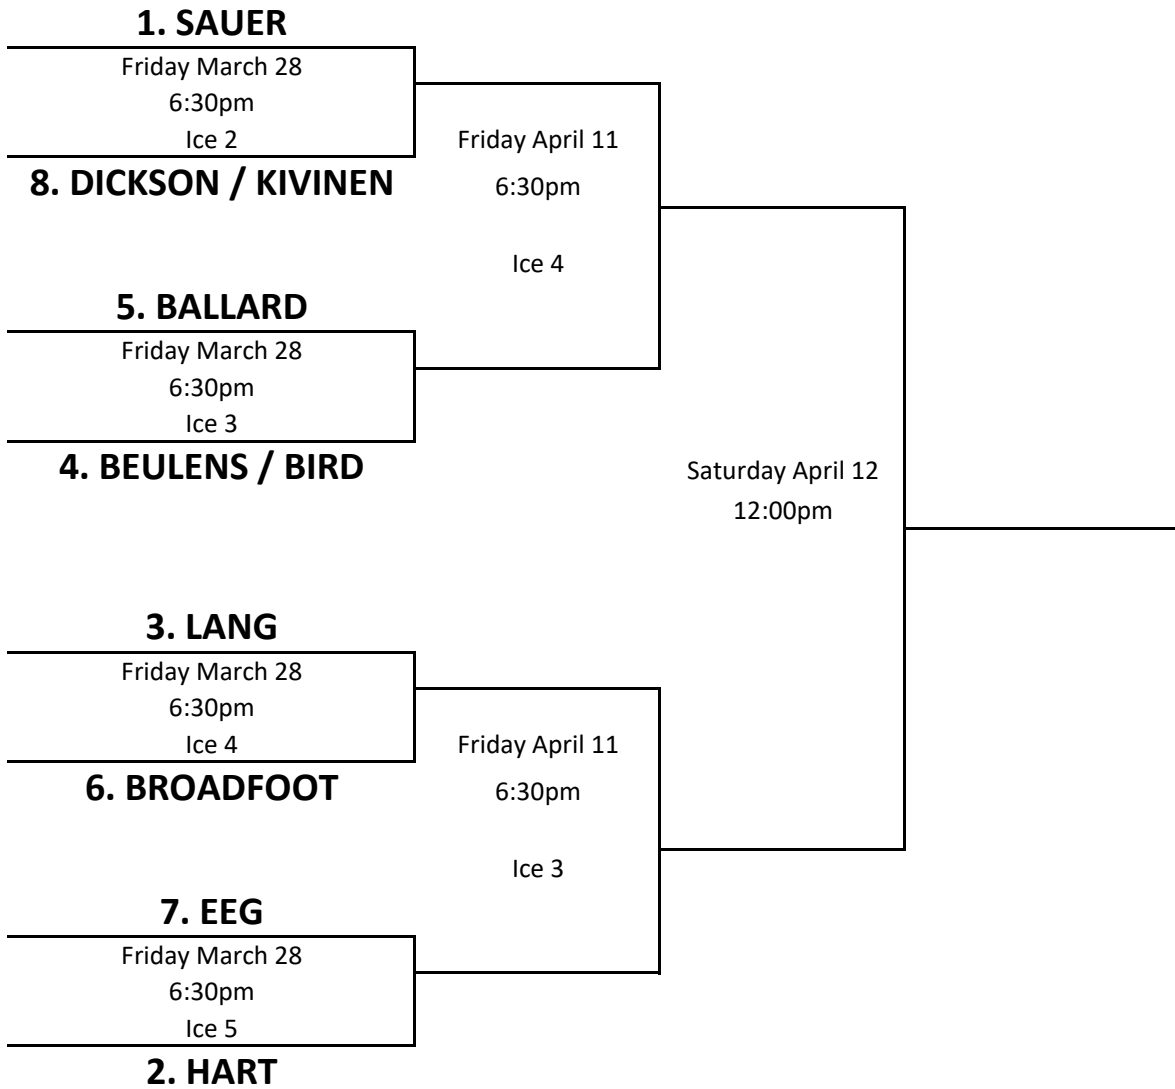 1. SAUER
Friday March 28
6:30pm
Ice 2
8. DICKSON / KIVINEN
Friday April 11
6:30pm
Ice 4
5. BALLARD
Friday March 28
6:30pm
Ice 3
4. BEULENS / BIRD
Saturday April 12
12:00pm
3. LANG
Friday March 28
6:30pm
Ice 4
6. BROADFOOT
Friday April 11
6:30pm
Ice 3
7. EEG
Friday March 28
6:30pm
Ice 5
2. HART